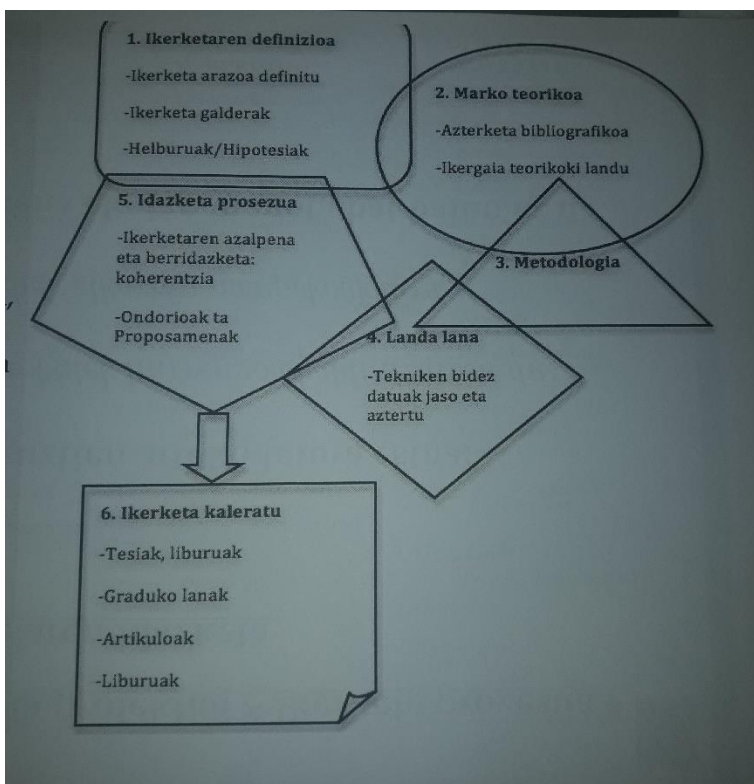 1. Ikerketaren definizioa
-Ikerketa arazoa definitu
-Ikerketa galderak
-Helburuak/Hipotesiak
2. Marko teorikoa
-Azterketa bibliografikoa
-Ikergaia teorikoki landu
3. Metodologia
4. Landa lana
-Tekniken bidez
datuak jaso eta
aztertu
5. Idazketa prosezua
-Ikerketaren azalpena
eta berridazketa:
koherentzia
-Ondorioak ta
Proposamenak
6. Ikerketa kaleratu
-Tesiak, liburuak
-Graduko lanak
-Artikuloak
-Liburuak